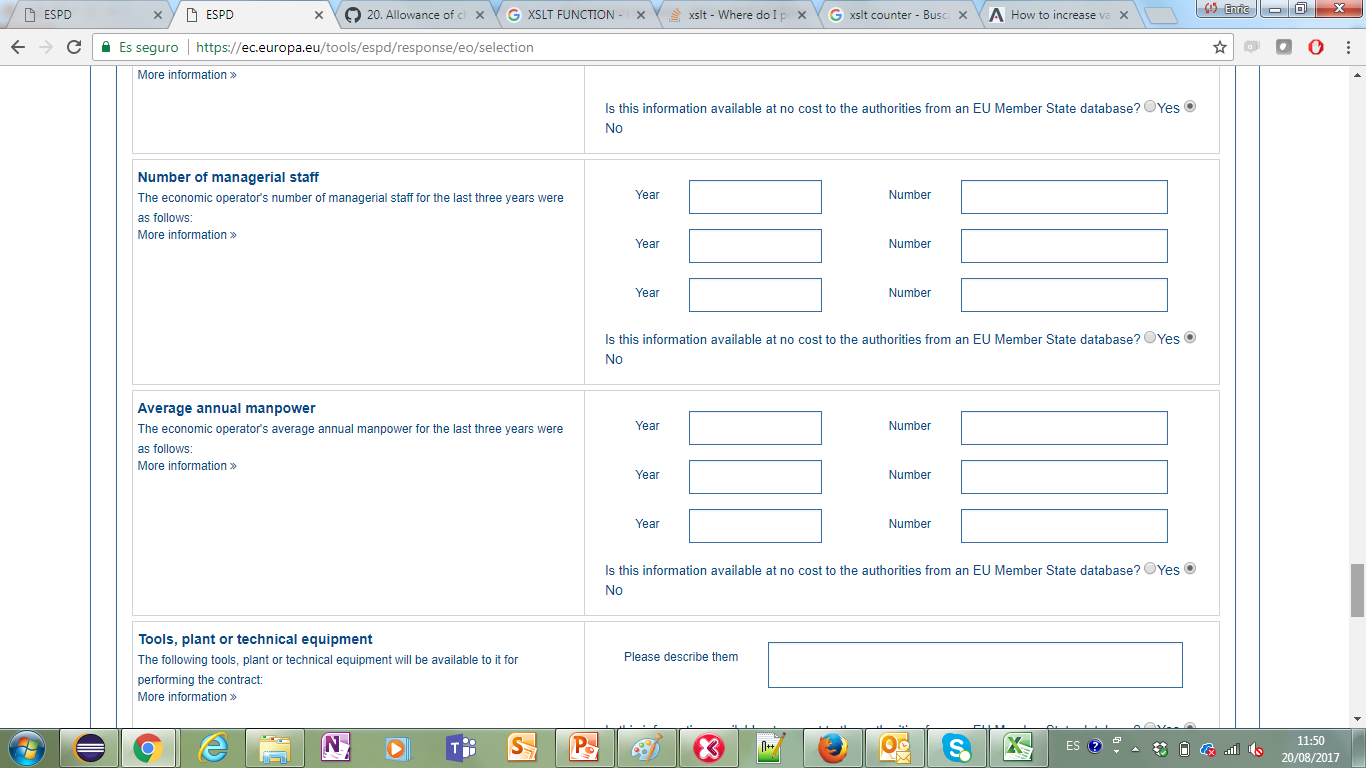 ESPD
ESPD
20. Allowance of cl
XSLT FUNCTION -
xslt - Where do I p
xslt counter - Busc
How to increase va
Enric
Es seguro
https://ec.europa.eu/tools/espd/response/eo/selection
More information »
Is this information available at no cost to the authorities from an EU Member State database? Yes
No
Number of managerial staff
The economic operator's number of managerial staff for the last three years were
as follows:
More information »
Year Number
Year Number
Year Number
Is this information available at no cost to the authorities from an EU Member State database? Yes
No
Average annual manpower
The economic operator's average annual manpower for the last three years were
as follows:
More information »
Year Number
Year Number
Year Number
Is this information available at no cost to the authorities from an EU Member State database? Yes
No
Tools, plant or technical equipment
The following tools, plant or technical equipment will be available to it for
performing the contract:
More information »
Please describe them
ES
11:50
20/08/2017